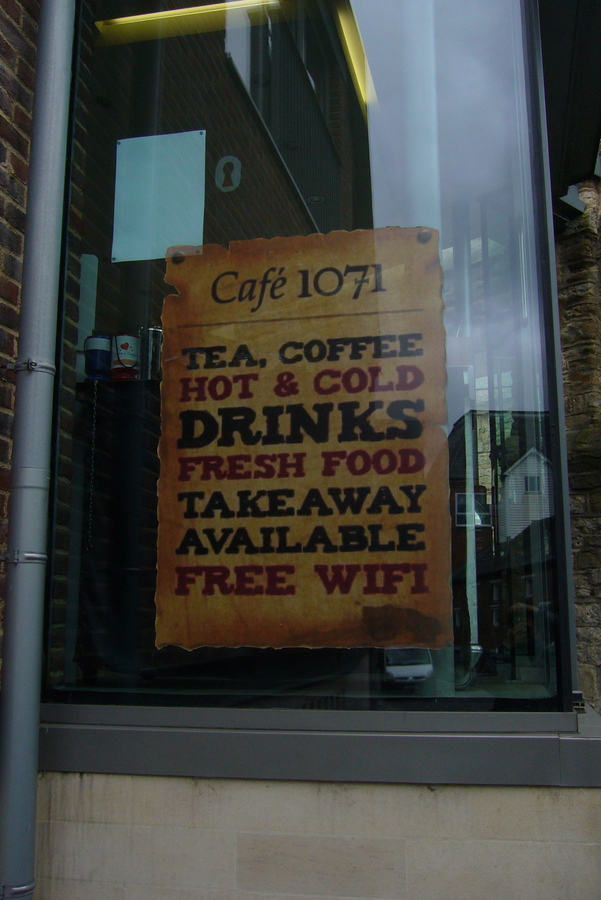 Café 1071
TEA, COFFEE
HOT & COLD
DRINKS
FRESH FOOD
TAKEAWAY
AVAILABLE
FREE WIFI